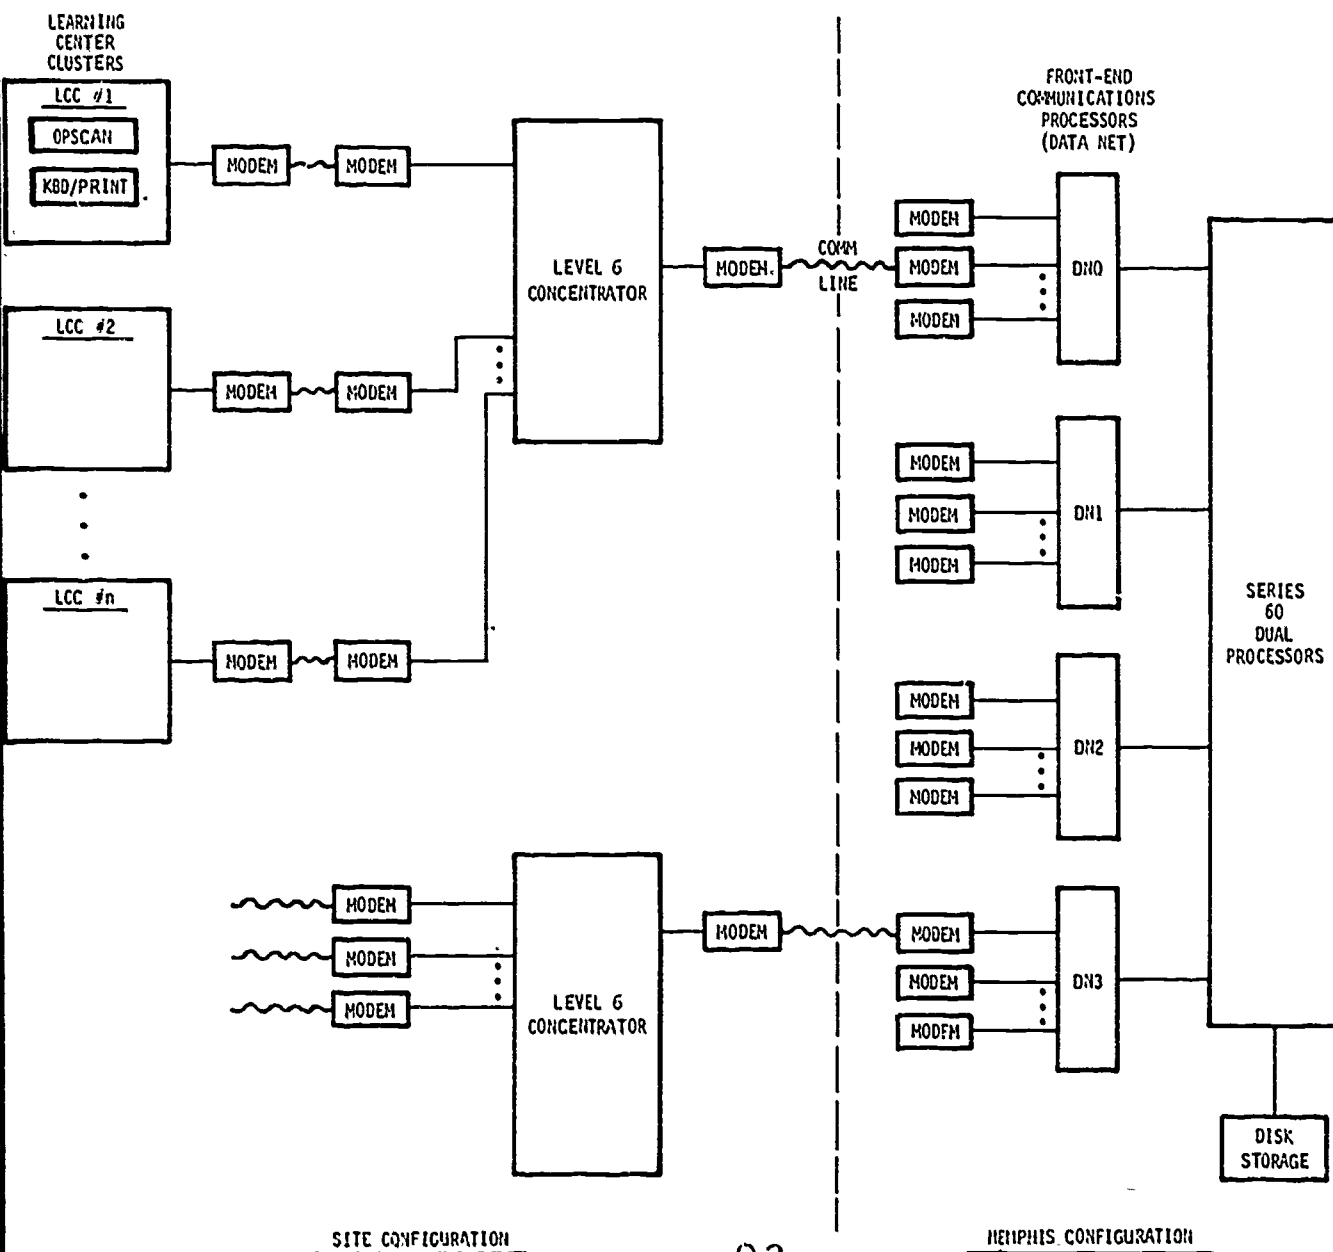 LEARNING
CENTER
CLUSTERS
LCC #1
OPSCAN
KBD/PRINT
MODEM
MODEM
LCC #2
MODEM
MODEM
LCC #n
MODEM
MODEM
LEVEL 6
CONCENTRATOR
MODEM
COMM
LINE
FRONT-END
COMMUNICATIONS
PROCESSORS
(DATA NET)
MODEM
MODEM
MODEM
DN0
MODEM
MODEM
MODEM
DN1
MODEM
MODEM
MODEM
DN2
SERIES
60
DUAL
PROCESSORS
MODEM
MODEM
MODEM
LEVEL 6
CONCENTRATOR
MODEM
MODEM
MODEM
MODEM
DN3
DISK
STORAGE
SITE CONFIGURATION
MEMPHIS CONFIGURATION